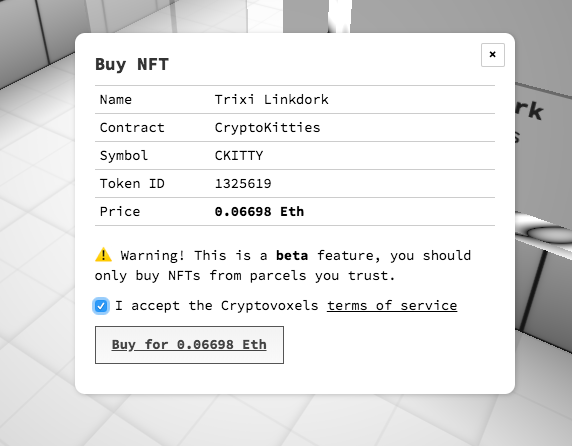 Buy NFT
×
Name Trixi Linkdork
Contract CryptoKitties
Symbol CKITTY
Token ID 1325619
Price 0.06698 Eth
⚠ Warning! This is a beta feature, you should
only buy NFTs from parcels you trust.
I accept the Cryptovoxels terms of service
Buy for 0.06698 Eth
rk
s